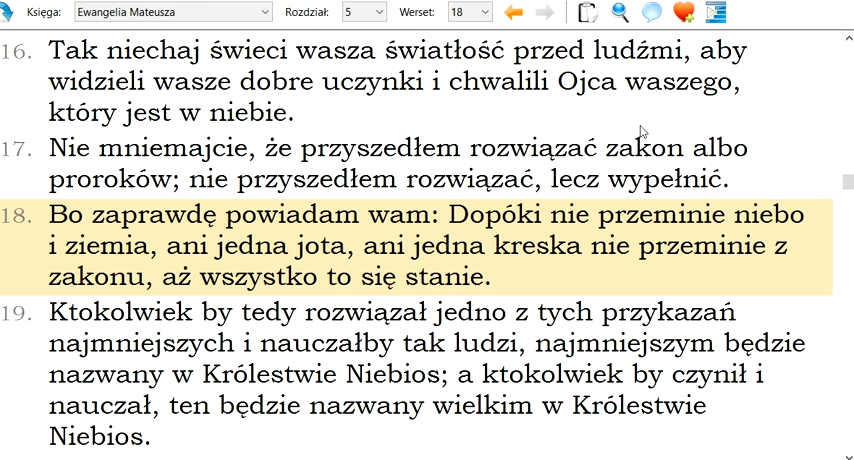 Księga: Ewangelia Mateusza Rozdział: 5 Werset: 18
16. Tak niechaj świeci wasza światłość przed ludźmi, aby
widzieli wasze dobre uczynki i chwalili Ojca waszego,
który jest w niebie.
17. Nie mniemajcie, że przyszedłem rozwiązać zakon albo
proroków; nie przyszedłem rozwiązać, lecz wypełnić.
18. Bo zaprawdę powiadam wam: Dopóki nie przeminie niebo
i ziemia, ani jedna jota, ani jedna kreska nie przeminie z
zakonu, aż wszystko to się stanie.
19. Ktokolwiek by tedy rozwiązał jedno z tych przykazań
najmniejszych i nauczałby tak ludzi, najmniejszym będzie
nazwany w Królestwie Niebios; a ktokolwiek by czynił i
nauczał, ten będzie nazwany wielkim w Królestwie
Niebios.